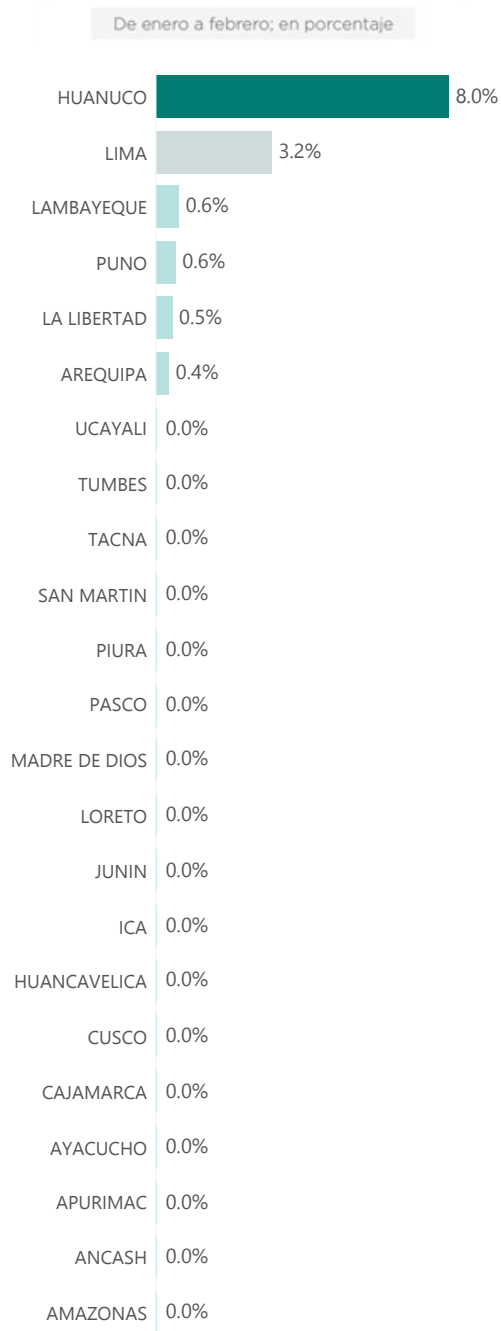 De enero a febrero; en porcentaje
HUANUCO 8.0%
LIMA 3.2%
LAMBAYEQUE 0.6%
PUNO 0.6%
LA LIBERTAD 0.5%
AREQUIPA 0.4%
UCAYALI 0.0%
TUMBES 0.0%
TACNA 0.0%
SAN MARTIN 0.0%
PIURA 0.0%
PASCO 0.0%
MADRE DE DIOS 0.0%
LORETO 0.0%
JUNIN 0.0%
ICA 0.0%
HUANCAVELICA 0.0%
CUSCO 0.0%
CAJAMARCA 0.0%
AYACUCHO 0.0%
APURIMAC 0.0%
ANCASH 0.0%
AMAZONAS 0.0%